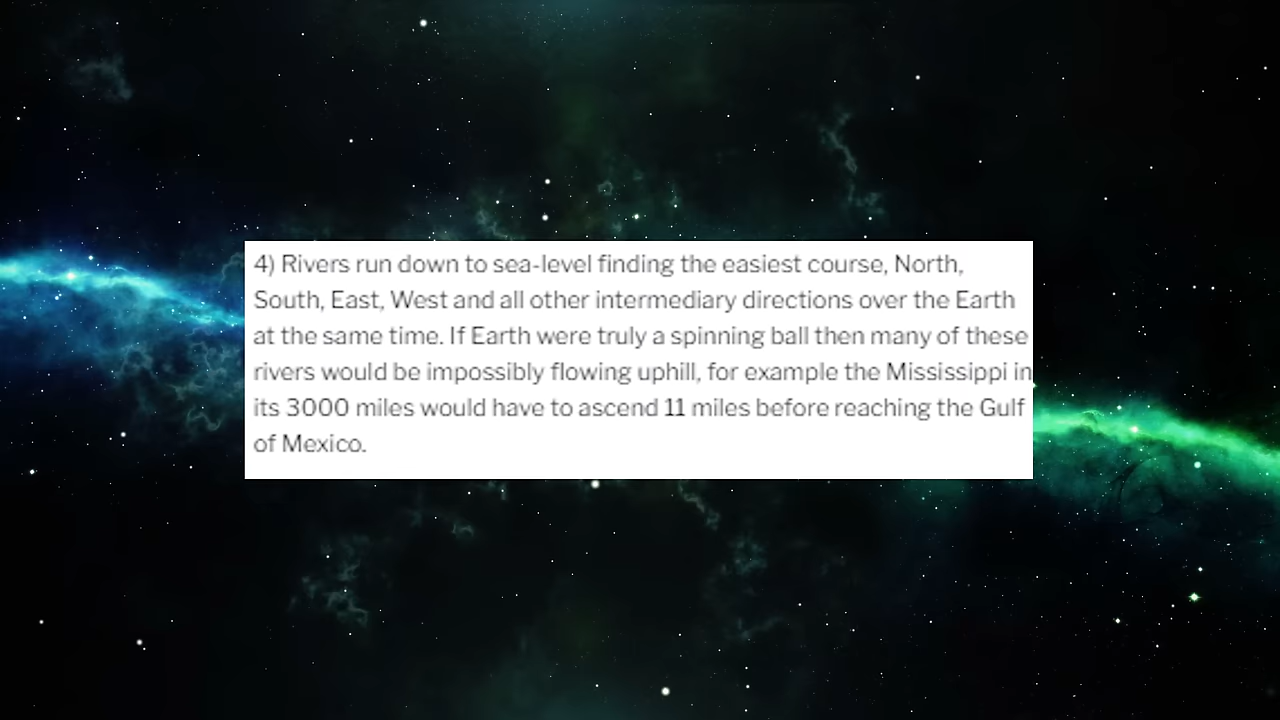 4) Rivers run down to sea-level finding the easiest course, North,
South, East, West and all other intermediary directions over the Earth
at the same time. If Earth were truly a spinning ball then many of these
rivers would be impossibly flowing uphill, for example the Mississippi in
its 3000 miles would have to ascend 11 miles before reaching the Gulf
of Mexico.